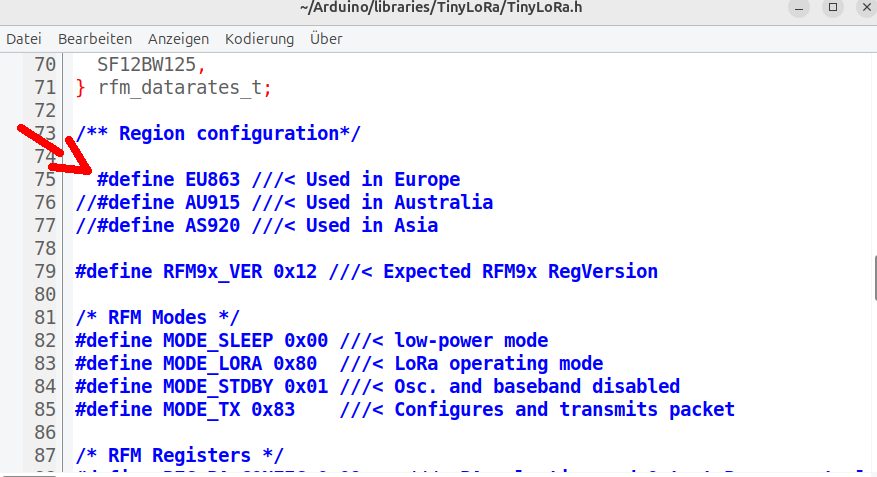 ~/Arduino/libraries/TinyLoRa/TinyLoRa.h
Datei Bearbeiten Anzeigen Kodierung Über
70   SF12BW125,
71 } rfm_datarates_t;
72
73 /** Region configuration*/
74
75   #define EU863 ///< Used in Europe
76 //#define AU915 ///< Used in Australia
77 //#define AS920 ///< Used in Asia
78
79 #define RFM9x_VER 0x12 ///< Expected RFM9x RegVersion
80
81 /* RFM Modes */
82 #define MODE_SLEEP 0x00 ///< low-power mode
83 #define MODE_LORA 0x80  ///< LoRa operating mode
84 #define MODE_STDBY 0x01 ///< Osc. and baseband disabled
85 #define MODE_TX 0x83    ///< Configures and transmits packet
86
87 /* RFM Registers */